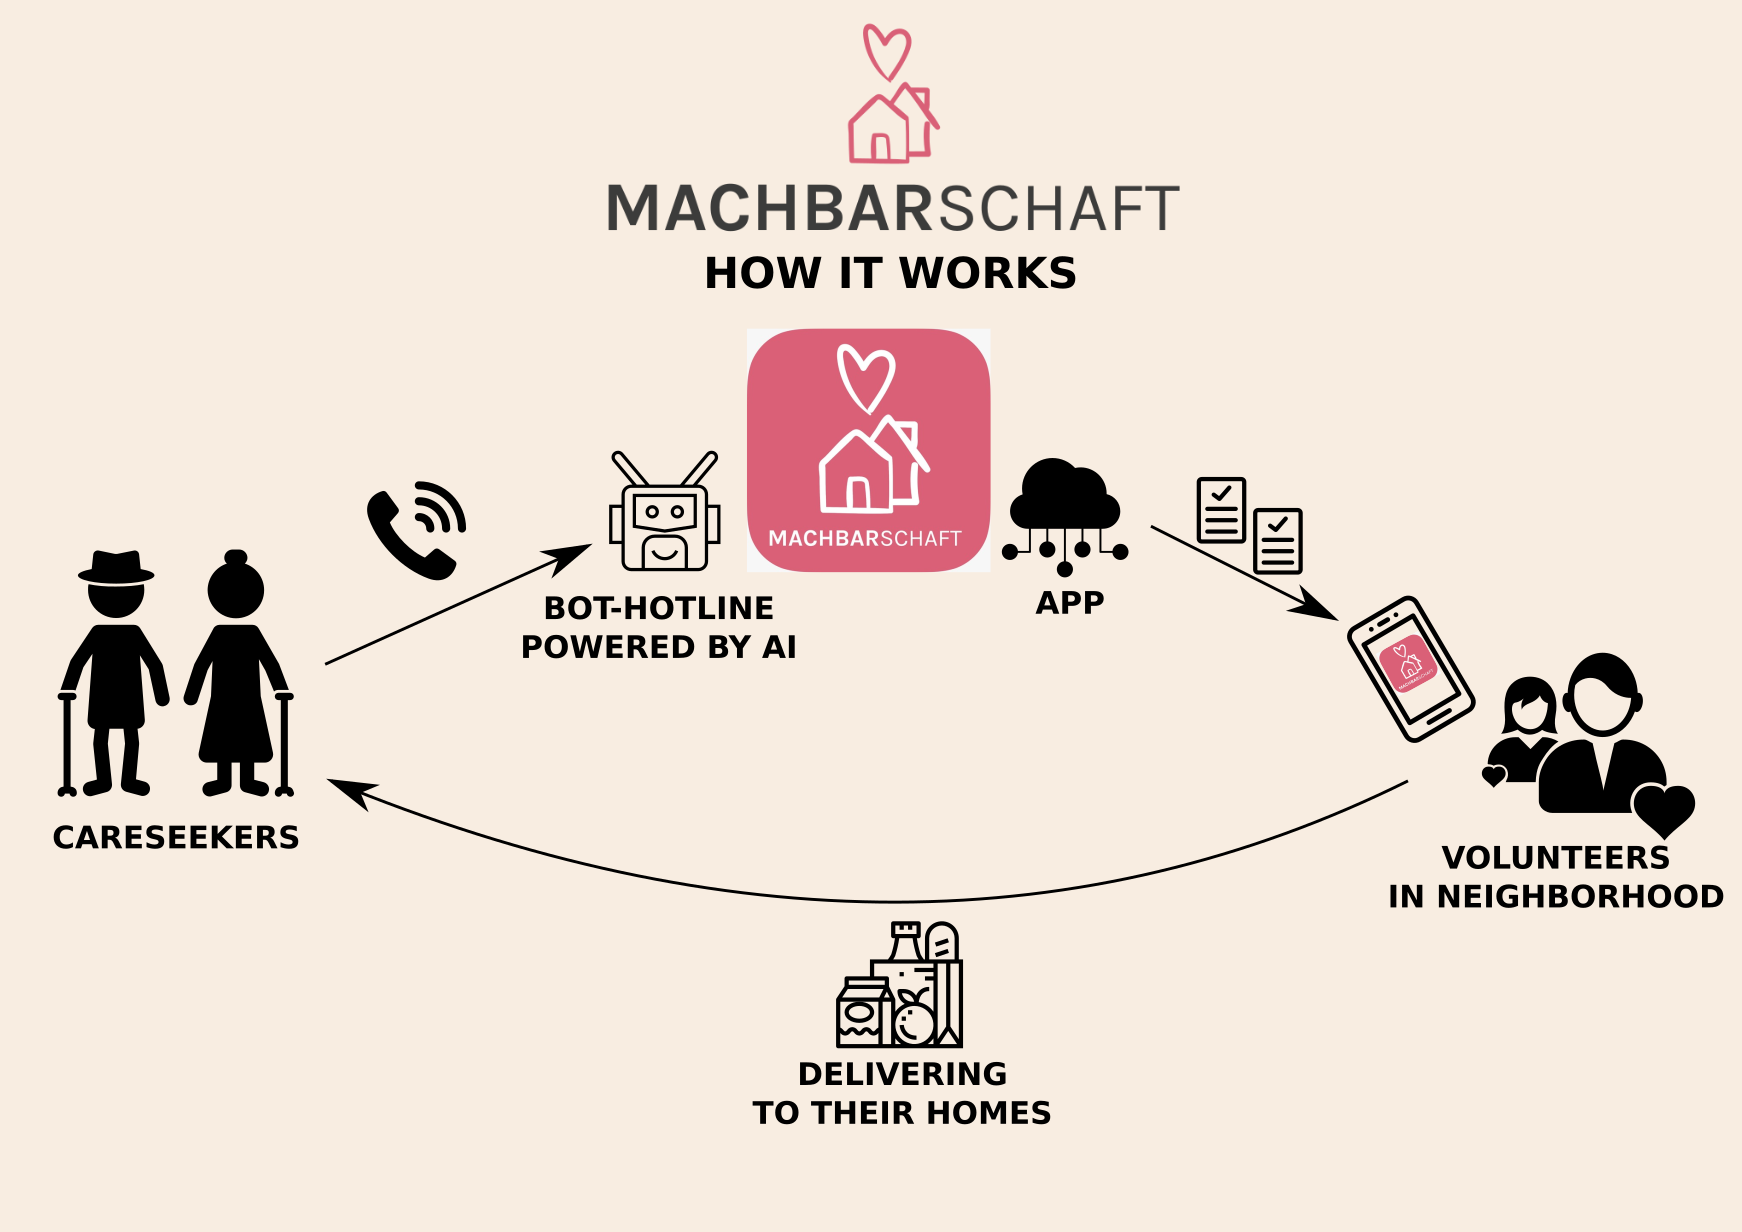 MACHBARSCHAFT
HOW IT WORKS
MACHBARSCHAFT
BOT-HOTLINE
POWERED BY AI
APP
MACHBARSCHAFT
CARESEEKERS
VOLUNTEERS
IN NEIGHBORHOOD
DELIVERING
TO THEIR HOMES